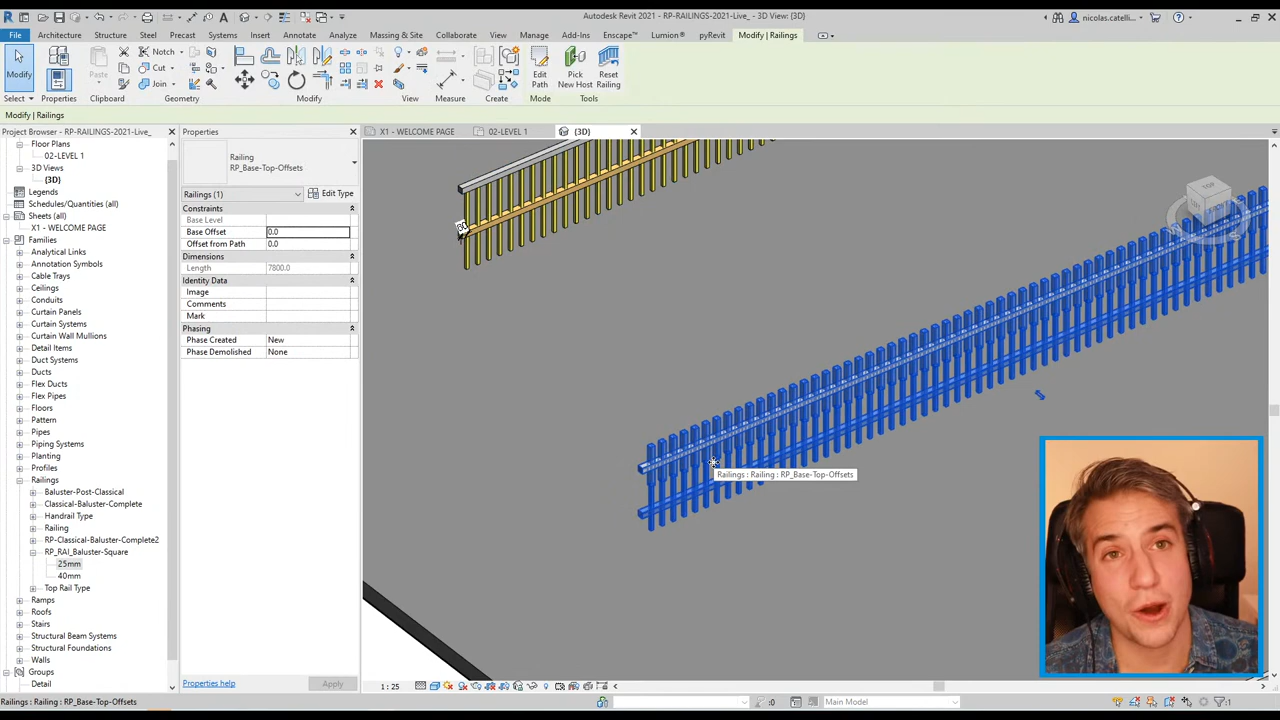 Autodesk Revit 2021 - RP-RAILINGS-2021-Live_ - 3D View: {3D}
nicolas.catelli...
File Architecture Structure Steel Precast Systems Insert Annotate Analyze Massing & Site Collaborate View Manage Add-Ins Enscape™ Lumion® pyRevit Modify | Railings
Modify
Properties
Paste
Notch
Cut
Join
Edit Path
Pick New Host
Reset Railing
Select Properties Clipboard Geometry Modify View Measure Create Mode Tools
Modify | Railings
Project Browser - RP-RAILINGS-2021-Live_
Floor Plans
02-LEVEL 1
3D Views
{3D}
Legends
Schedules/Quantities (all)
Sheets (all)
X1 - WELCOME PAGE
Families
Analytical Links
Annotation Symbols
Cable Trays
Ceilings
Conduits
Curtain Panels
Curtain Systems
Curtain Wall Mullions
Detail Items
Duct Systems
Ducts
Flex Ducts
Flex Pipes
Floors
Pattern
Pipes
Piping Systems
Planting
Profiles
Railings
Baluster-Post-Classical
Classical-Baluster-Complete
Handrail Type
Railing
RP-Classical-Baluster-Complete2
RP_RAI_Baluster-Square
25mm
40mm
Top Rail Type
Ramps
Roofs
Stairs
Structural Beam Systems
Structural Foundations
Walls
Groups
Detail
Properties
Railing
RP_Base-Top-Offsets
Railings (1)
Edit Type
Constraints
Base Level
Base Offset 0.0
Offset from Path 0.0
Dimensions
Length 7800.0
Identity Data
Image
Comments
Mark
Phasing
Phase Created New
Phase Demolished None
Properties help
Apply
X1 - WELCOME PAGE
02-LEVEL 1
{3D}
TOP
Railings : Railing : RP_Base-Top-Offsets
1 : 25
Railings : Railing : RP_Base-Top-Offsets
:0
Main Model
:1